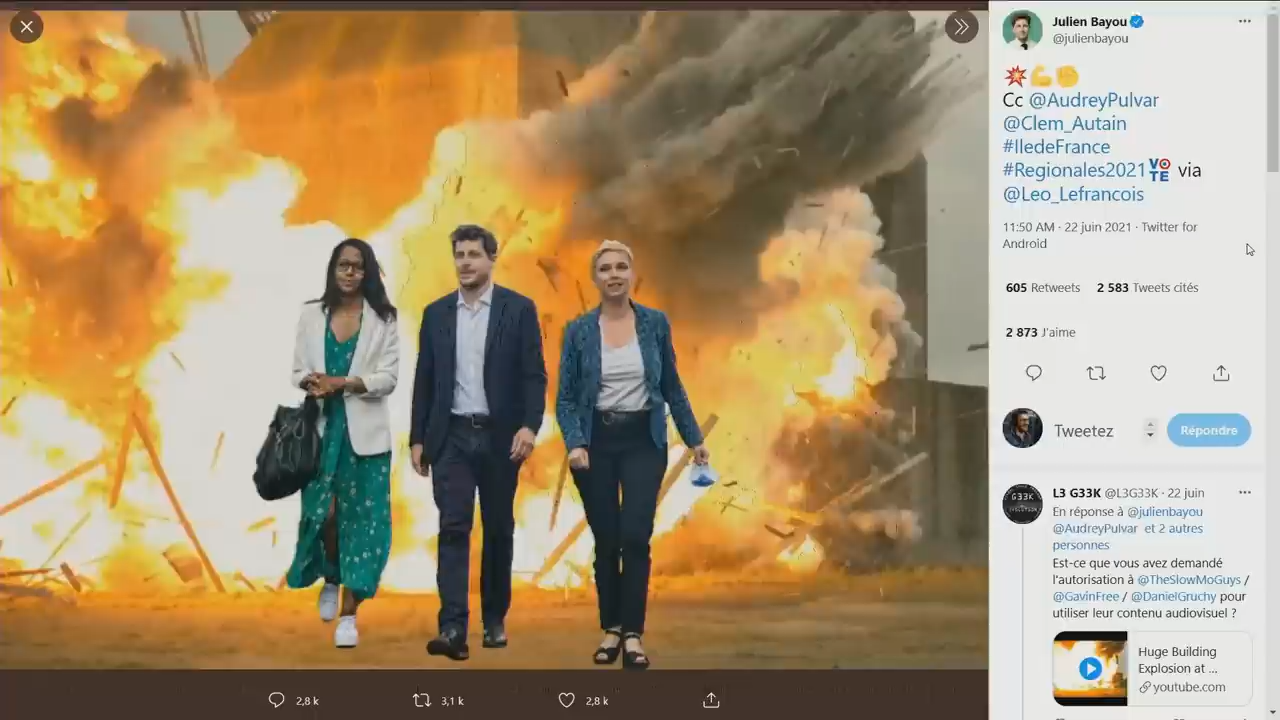 Julien Bayou
@julienbayou
Cc @AudreyPulvar
@Clem_Autain
#IledeFrance
#Regionales2021 VOTE via
@Leo_Lefrancois
11:50 AM · 22 juin 2021 · Twitter for
Android
605 Retweets 2 583 Tweets cités
2 873 J'aime
Tweetez
Répondre
G33K
L3 G33K @L3G33K · 22 juin
En réponse à @julienbayou
@AudreyPulvar et 2 autres
personnes
Est-ce que vous avez demandé
l'autorisation à @TheSlowMoGuys /
@GavinFree / @DanielGruchy pour
utiliser leur contenu audiovisuel ?
Huge Building
Explosion at ...
youtube.com
2,8 k 3,1 k 2,8 k